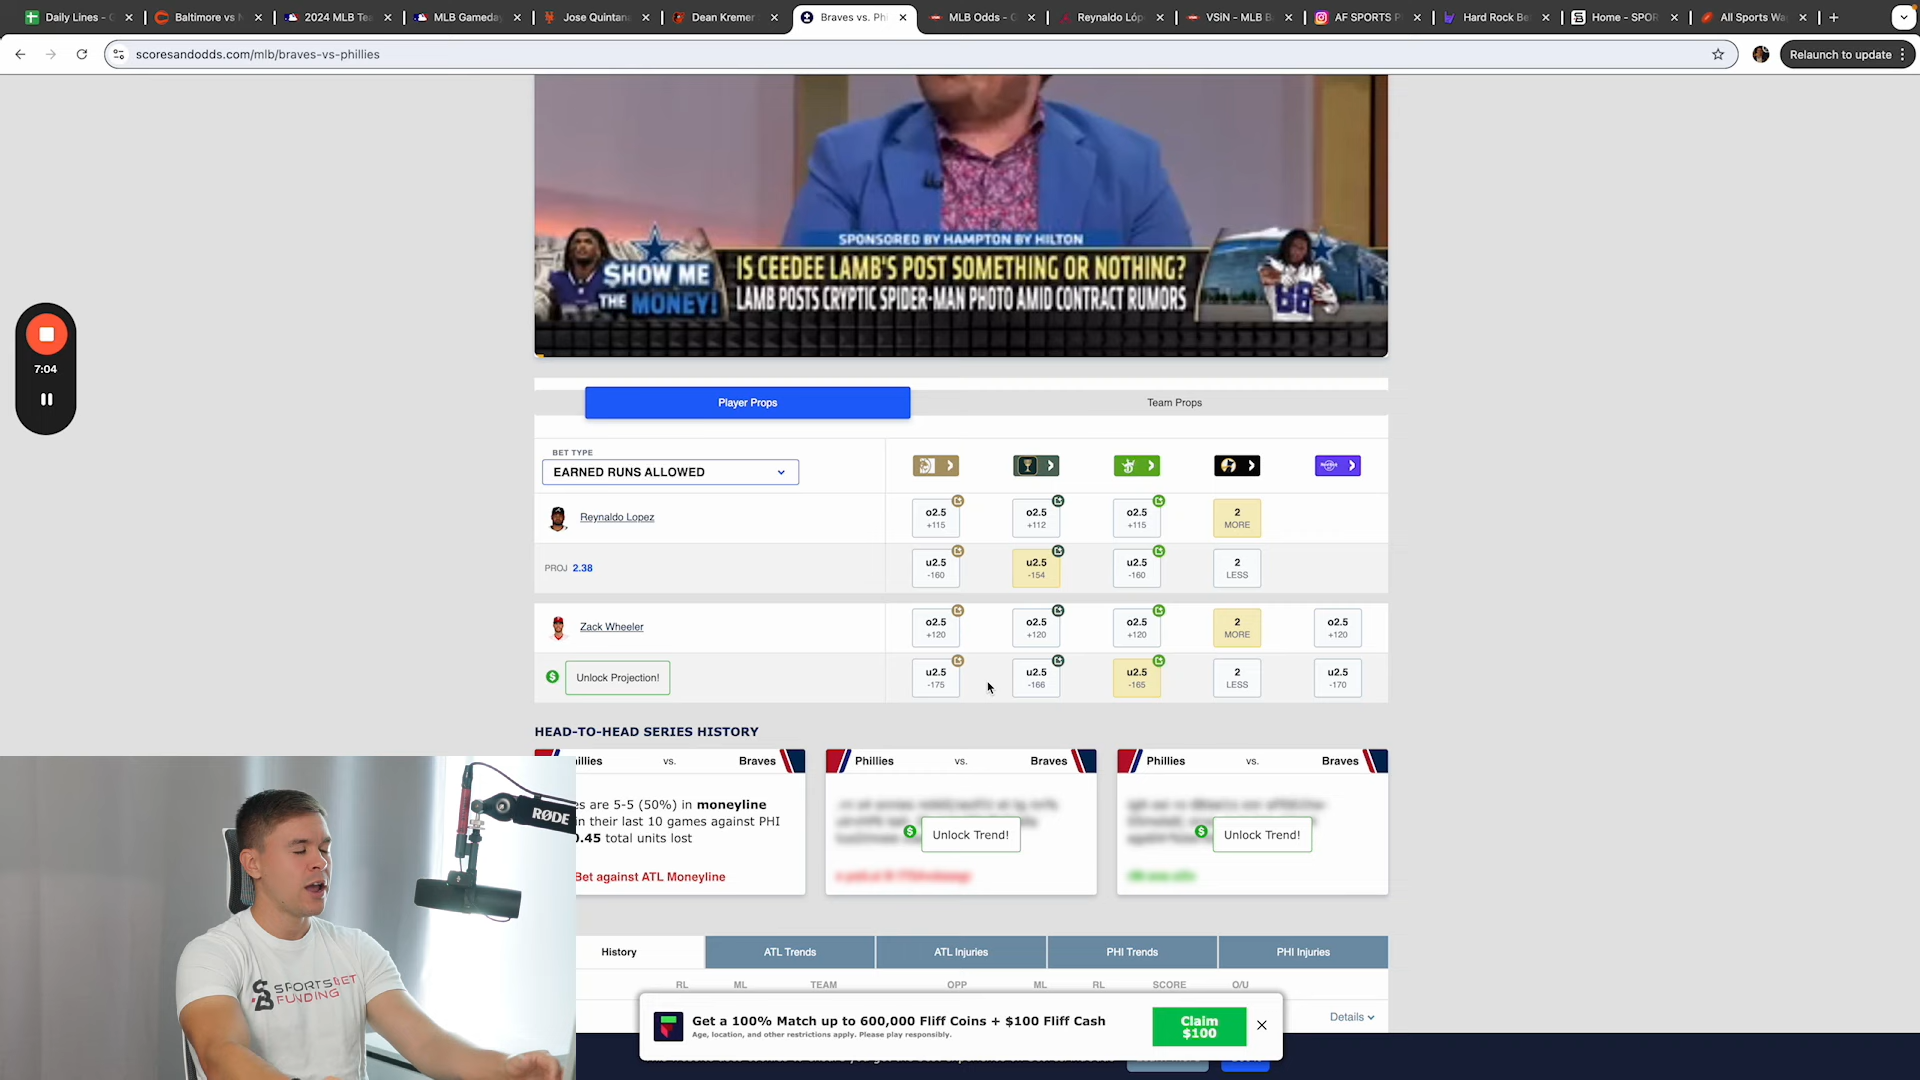 Daily Lines - G
Baltimore vs M
2024 MLB Tea
MLB Gameday
Jose Quintana
Dean Kremer
Braves vs. Phi
MLB Odds - G
Reynaldo Lóp
VSiN - MLB B
AF SPORTS P
Hard Rock Be
Home - SPOR
All Sports Wa
scoresandodds.com/mlb/braves-vs-phillies
Relaunch to update
SPONSORED BY HAMPTON BY HILTON
$HOW ME
THE MONEY!
IS CEEDEE LAMB'S POST SOMETHING OR NOTHING?
LAMB POSTS CRYPTIC SPIDER-MAN PHOTO AMID CONTRACT RUMORS
88
7:04
Player Props
Team Props
BET TYPE
EARNED RUNS ALLOWED
Reynaldo Lopez
o2.5 o2.5 o2.5 2
+115 +112 +115 MORE
PROJ 2.38
u2.5 u2.5 u2.5 2
-160 -154 -160 LESS
Zack Wheeler
o2.5 o2.5 o2.5 2 o2.5
+120 +120 +120 MORE +120
Unlock Projection!
u2.5 u2.5 u2.5 2 u2.5
-175 -166 -165 LESS -170
HEAD-TO-HEAD SERIES HISTORY
illies vs. Braves
Phillies vs. Braves
Phillies vs. Braves
es are 5-5 (50%) in moneyline
in their last 10 games against PHI
0.45 total units lost
Bet against ATL Moneyline
Unlock Trend!
Unlock Trend!
RØDE
SPORTSBET
FUNDING
History
ATL Trends
ATL Injuries
PHI Trends
PHI Injuries
RL ML TEAM OPP ML RL SCORE O/U
Details
Get a 100% Match up to 600,000 Fliff Coins + $100 Fliff Cash
Age, location, and other restrictions apply. Please play responsibly.
Claim
$100